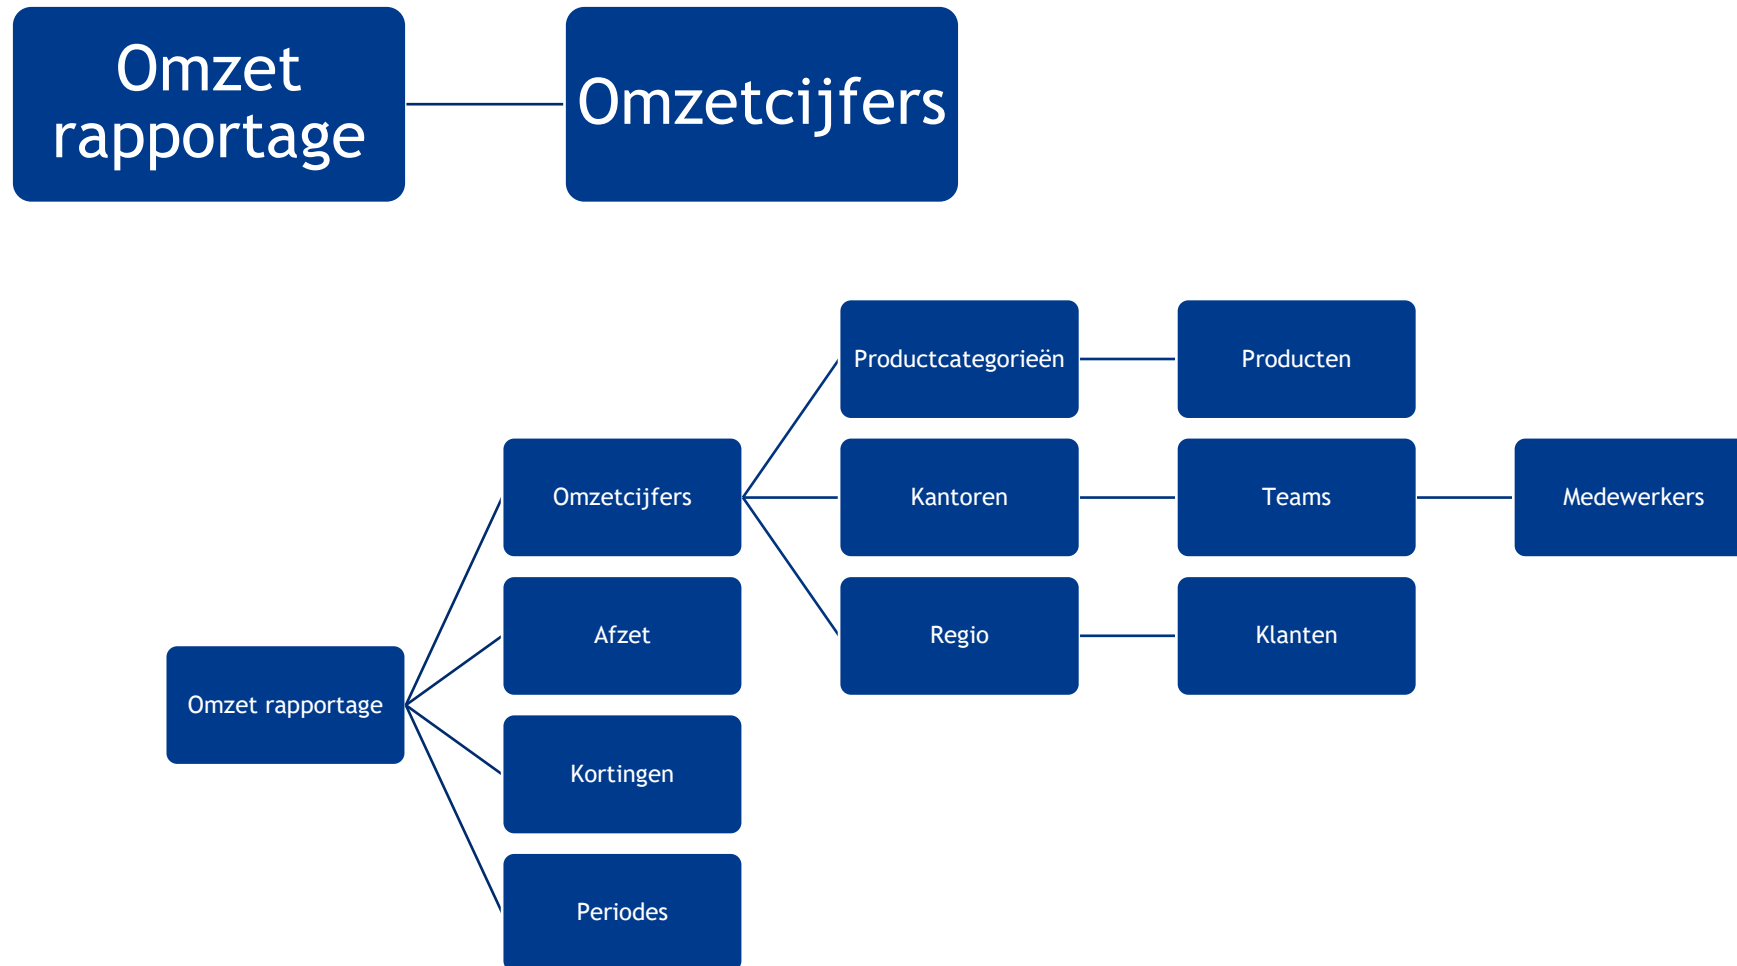 Omzet
rapportage
Omzetcijfers
Productcategorieën
Producten
Omzetcijfers
Kantoren
Teams
Medewerkers
Afzet
Regio
Klanten
Omzet rapportage
Kortingen
Periodes